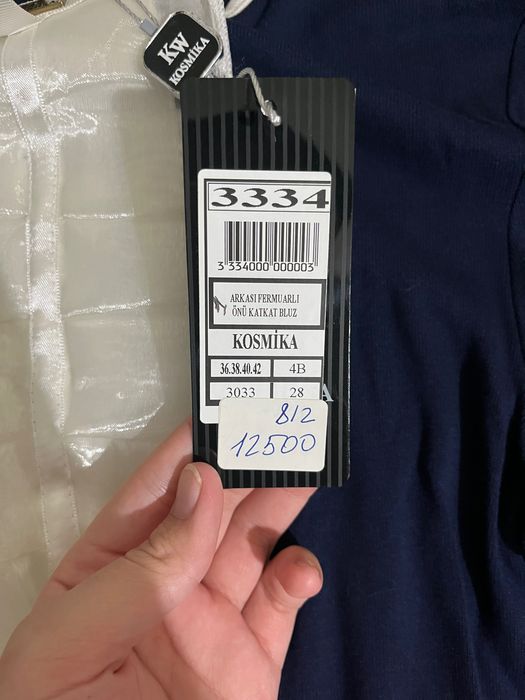 KW
KOSMİKA
3334
3 334000 000003
ARKASI FERMUARLI
ÖNÜ KATKAT BLUZ
KOSMİKA
36.38.40.42 4B
3033 28
A
812
12500